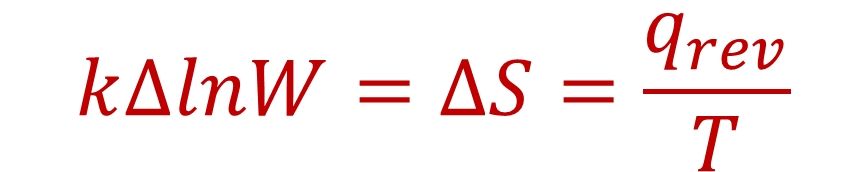 kΔlnW = ΔS = q_rev / T